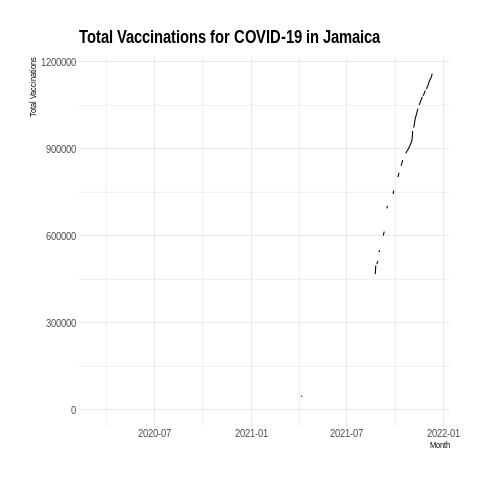 Total Vaccinations for COVID-19 in Jamaica
Total Vaccinations
1200000
900000
600000
300000
0
2020-07 2021-01 2021-07 2022-01
Month